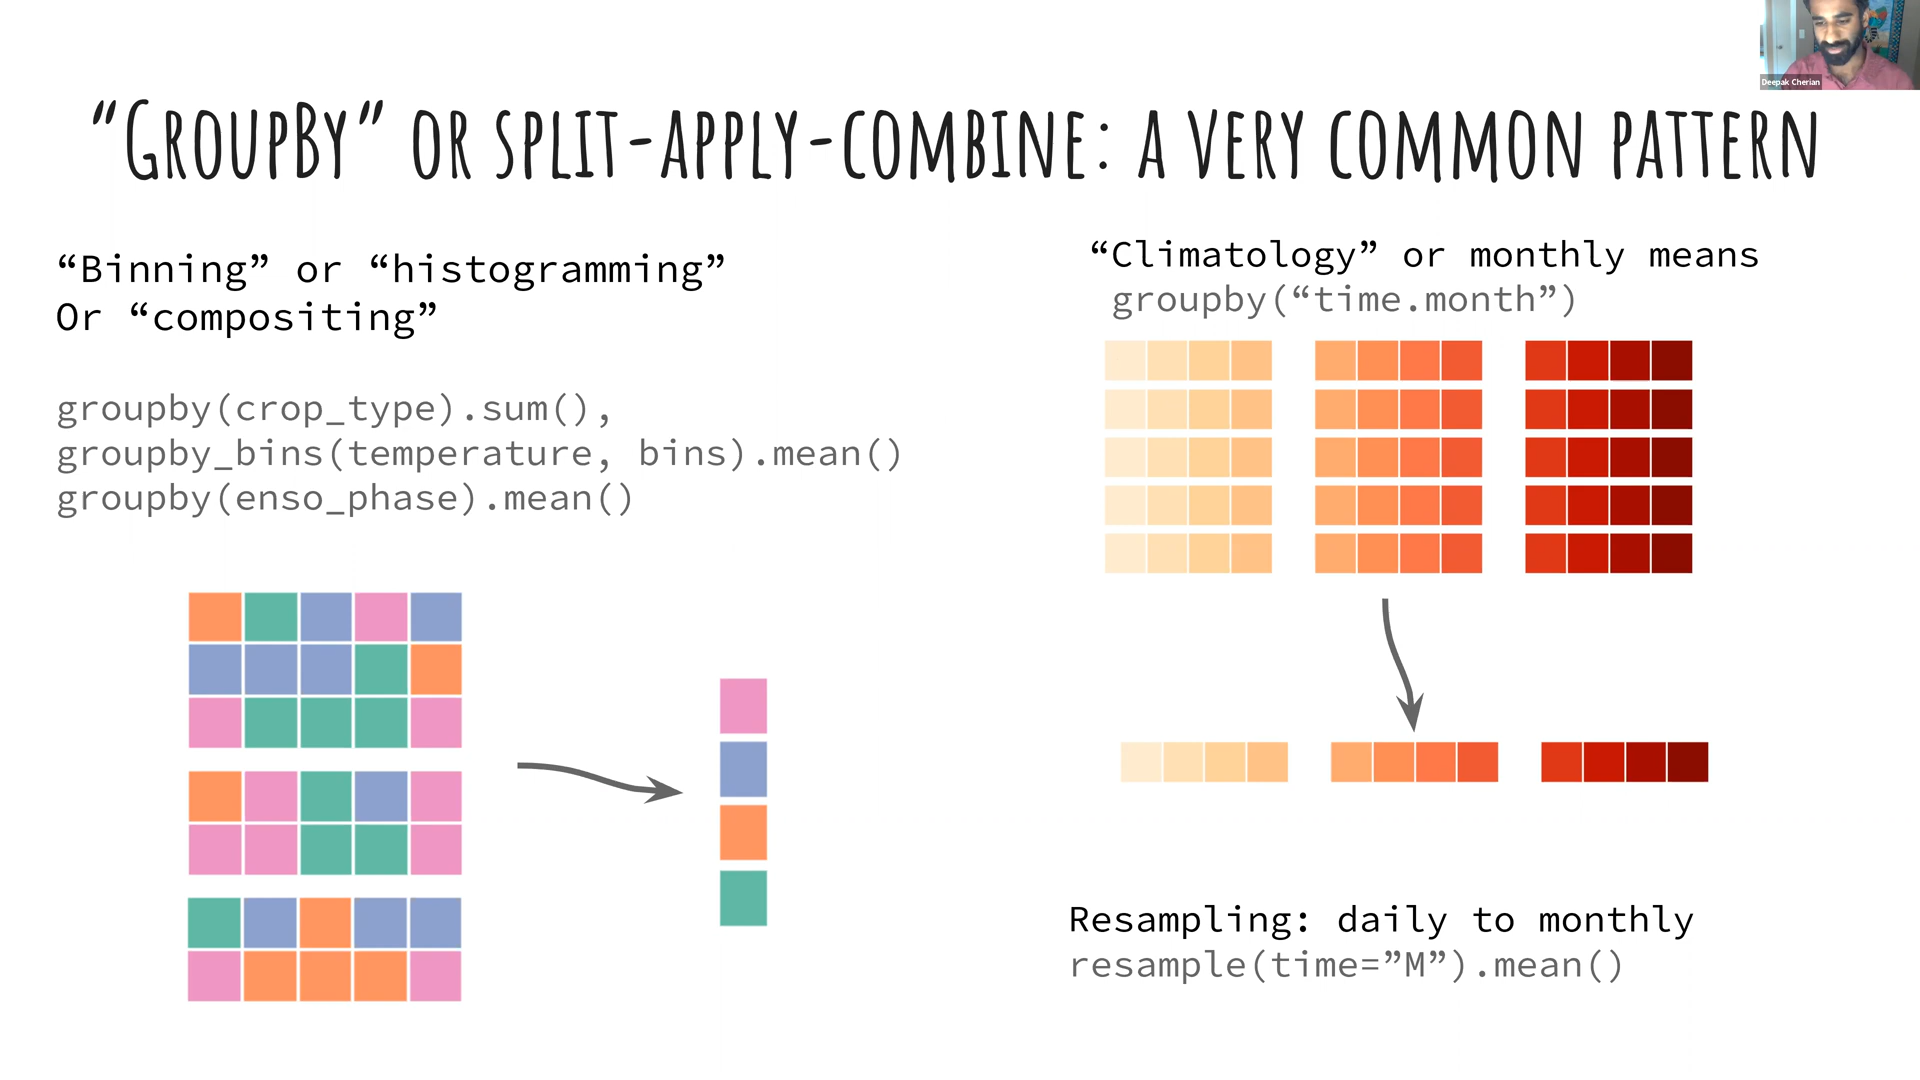 Deepak Cherian
“GroupBy” or split-apply-combine: a very common pattern
“Binning” or “histogramming”
Or “compositing”
groupby(crop_type).sum(),
groupby_bins(temperature, bins).mean()
groupby(enso_phase).mean()
“Climatology” or monthly means
groupby(“time.month”)
Resampling: daily to monthly
resample(time=”M”).mean()